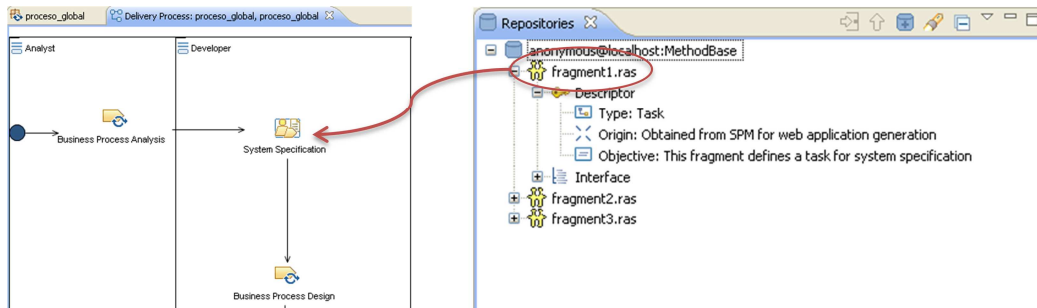 proceso_global
Delivery Process: proceso_global, proceso_global
Analyst
Developer
Business Process Analysis
System Specification
Business Process Design
Repositories
anonymous@localhost:MethodBase
fragment1.ras
Descriptor
Type: Task
Origin: Obtained from SPM for web application generation
Objective: This fragment defines a task for system specification
Interface
fragment2.ras
fragment3.ras